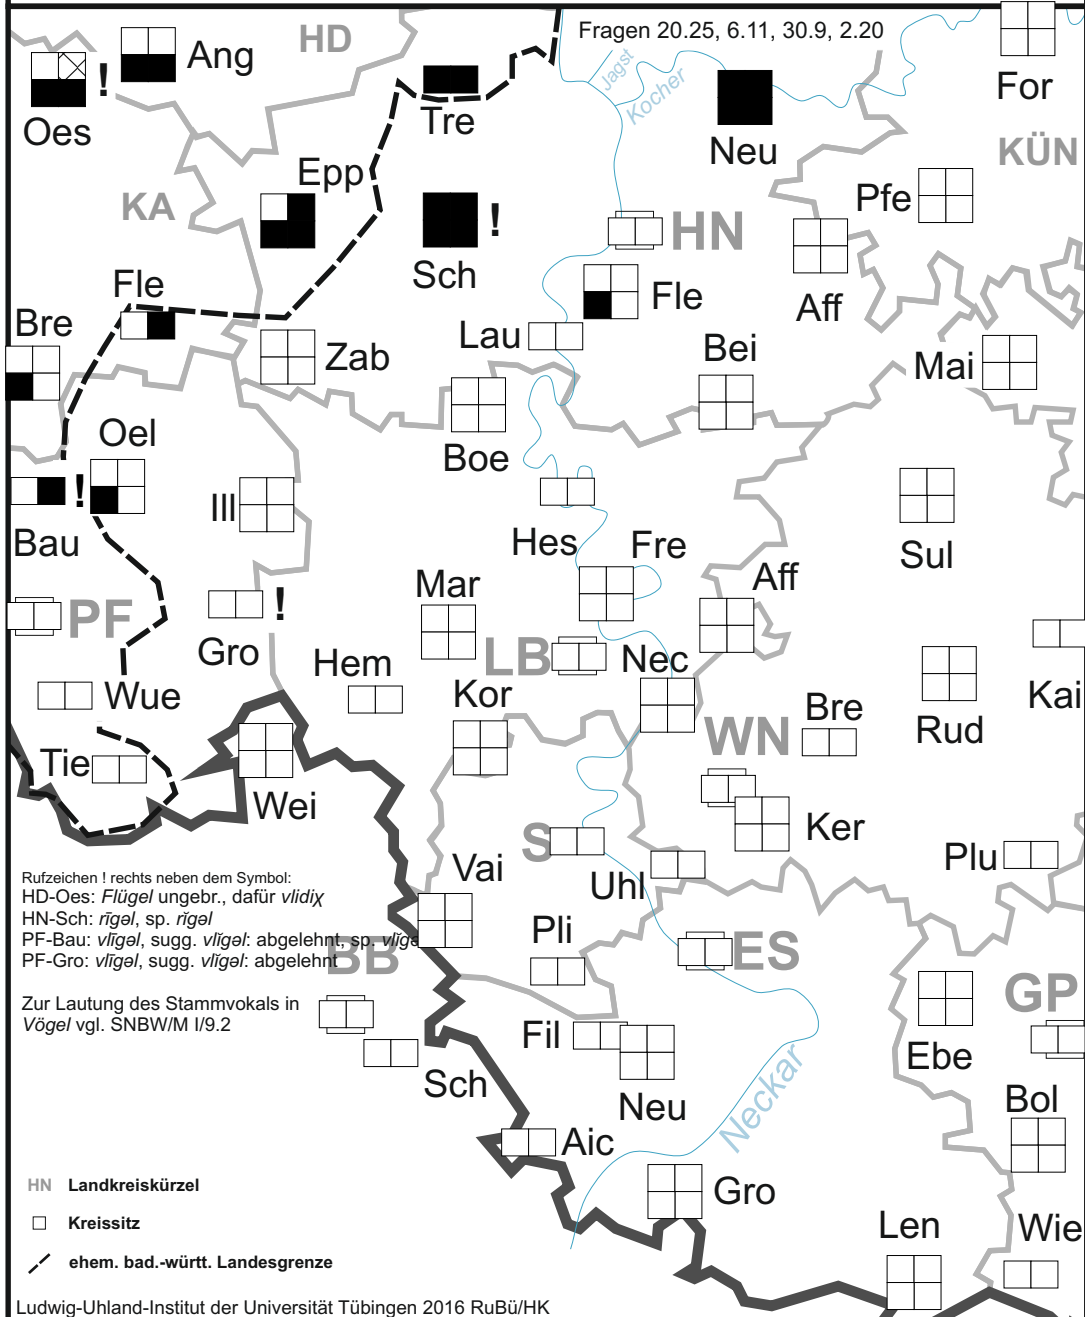 Fragen 20.25, 6.11, 30.9, 2.20
HD
Ang
!
Oes
Tre
Jagst
Kocher
Neu
For
KÜN
Epp
KA
Pfe
!
Sch
HN
Aff
Fle
Fle
Bre
Lau
Zab
Bei
Mai
Oel
Boe
!
Bau
Ill
Hes
Fre
Sul
Mar
Aff
PF
!
Gro
LB
Nec
Hem
Kor
Wue
WN
Bre
Rud
Kai
Tie
Wei
S
Ker
Plu
Vai
Uhl
Rufzeichen ! rechts neben dem Symbol:
HD-Oes: Flügel ungebr., dafür vlidiχ
HN-Sch: rīgəl, sp. rĭgəl
PF-Bau: vlīgəl, sugg. vlĭgəl: abgelehnt, sp. vlĭgə
PF-Gro: vlīgəl, sugg. vlĭgəl: abgelehnt
BB
Pli
ES
GP
Zur Lautung des Stammvokals in
Vögel vgl. SNBW/M I/9.2
Fil
Ebe
Sch
Neu
Neckar
Bol
Aic
Gro
HN Landkreiskürzel
Kreissitz
Len
Wie
ehem. bad.-württ. Landesgrenze
Ludwig-Uhland-Institut der Universität Tübingen 2016 RuBü/HK